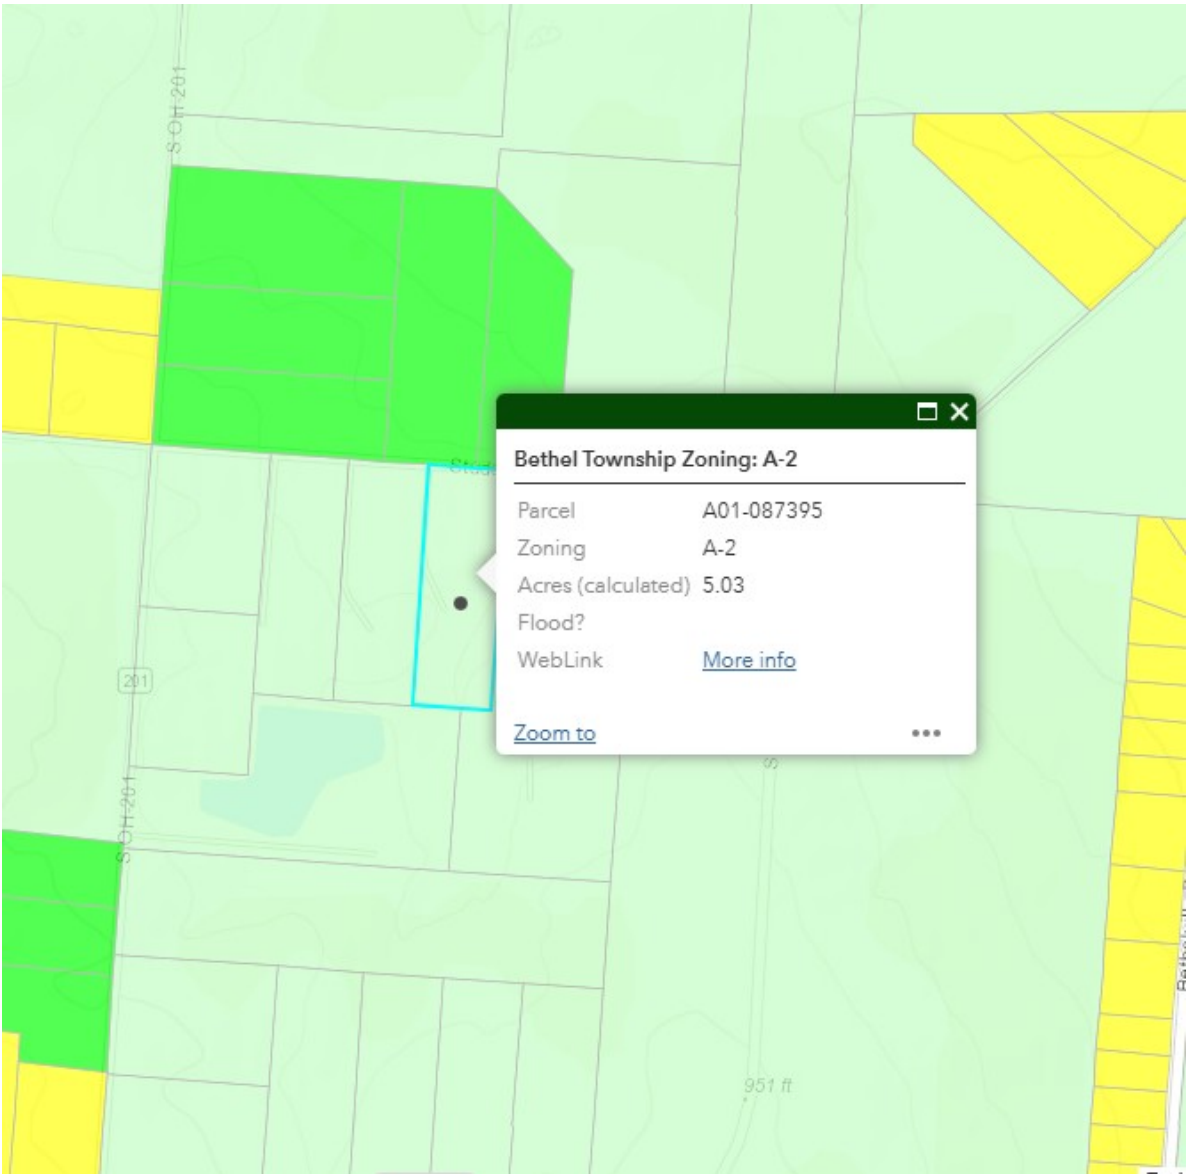 S OH-201
Bethel Township Zoning: A-2
Parcel A01-087395
Zoning A-2
Acres (calculated) 5.03
Flood?
WebLink More info
Zoom to
201
S OH-201
S
951 ft